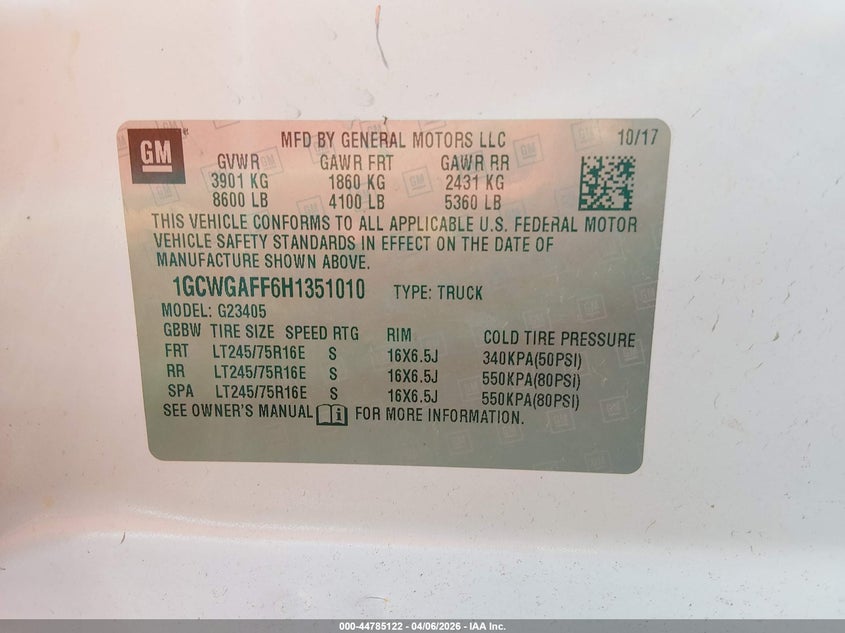 GM
MFD BY GENERAL MOTORS LLC 10/17
GVWR GAWR FRT GAWR RR
3901 KG 1860 KG 2431 KG
8600 LB 4100 LB 5360 LB
THIS VEHICLE CONFORMS TO ALL APPLICABLE U.S. FEDERAL MOTOR
VEHICLE SAFETY STANDARDS IN EFFECT ON THE DATE OF
MANUFACTURE SHOWN ABOVE.
1GCWGAFF6H1351010 TYPE: TRUCK
MODEL: G23405
GBBW TIRE SIZE SPEED RTG RIM COLD TIRE PRESSURE
FRT LT245/75R16E S 16X6.5J 340KPA(50PSI)
RR LT245/75R16E S 16X6.5J 550KPA(80PSI)
SPA LT245/75R16E S 16X6.5J 550KPA(80PSI)
SEE OWNER'S MANUAL i FOR MORE INFORMATION.
000-44785122 - 04/06/2026 - IAA Inc.